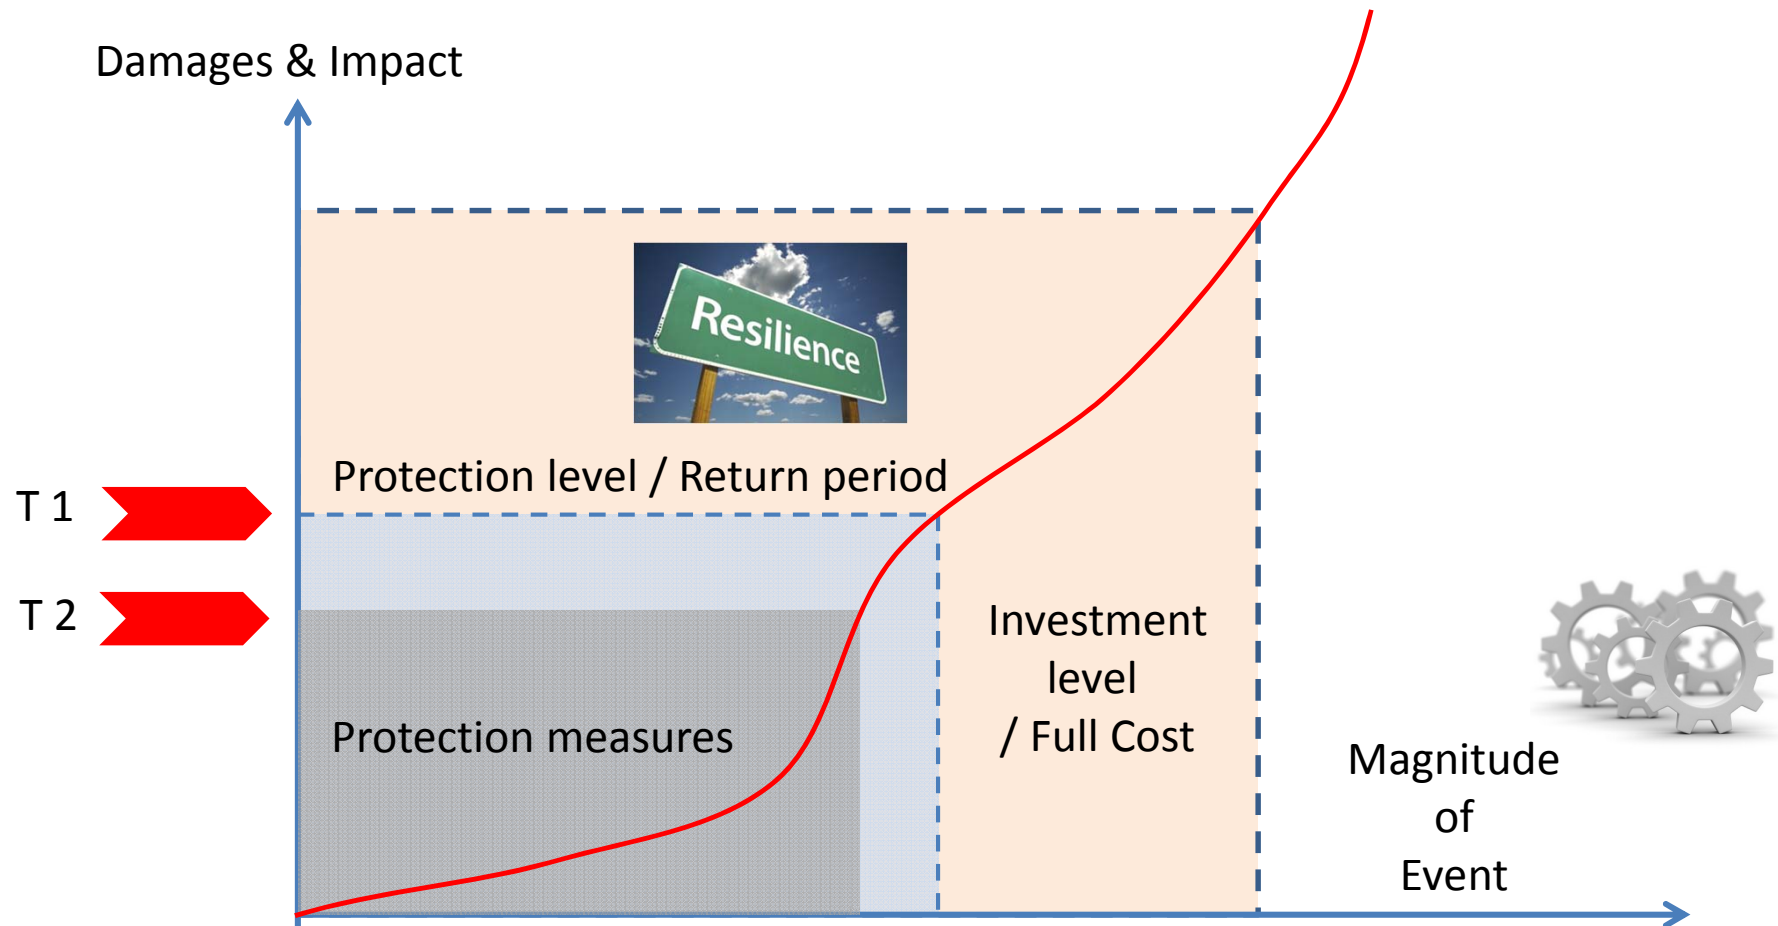 Damages & Impact
Resilience
Protection level / Return period
T 1
T 2
Investment
level
/ Full Cost
Protection measures
Magnitude
of
Event